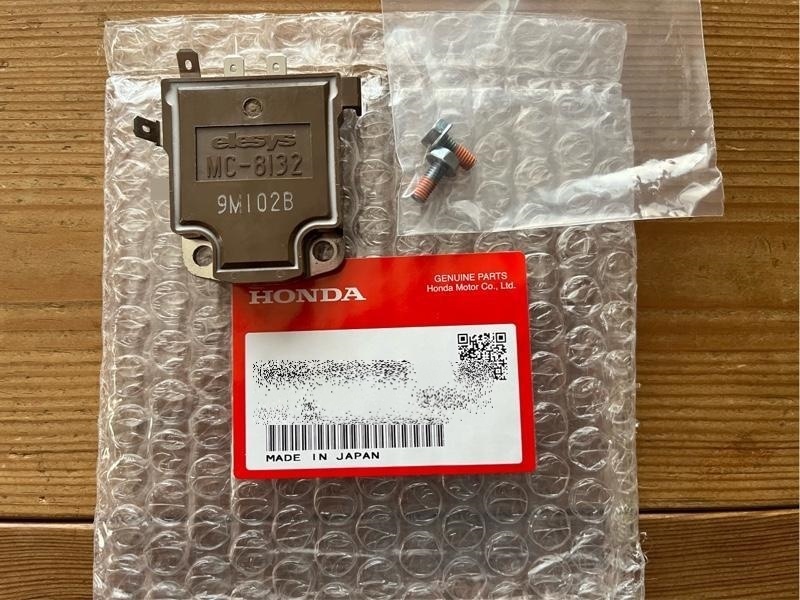 elesys
MC-8132
9M102B
HONDA
GENUINE PARTS
Honda Motor Co., Ltd.
MADE IN JAPAN